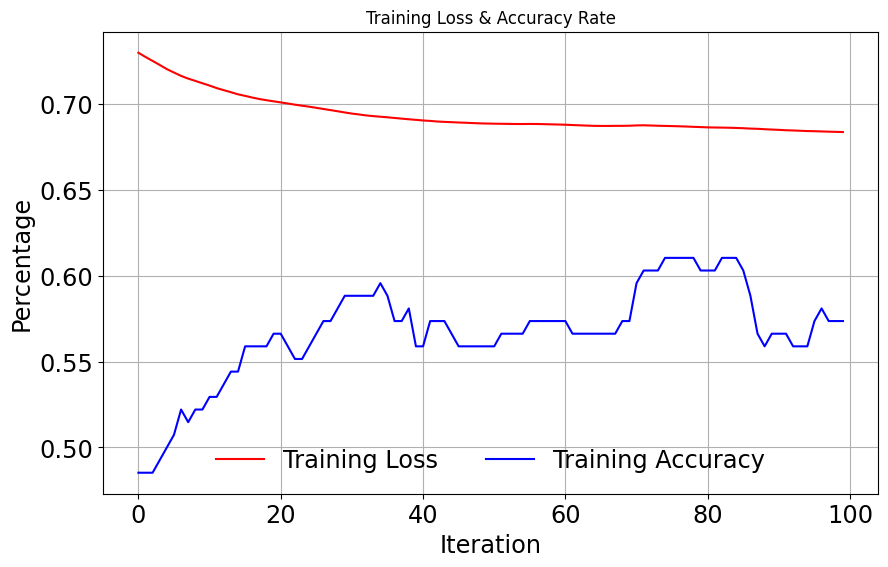 Training Loss & Accuracy Rate
Percentage
0.70
0.65
0.60
0.55
0.50
Training Loss
Training Accuracy
0 20 40 60 80 100
Iteration